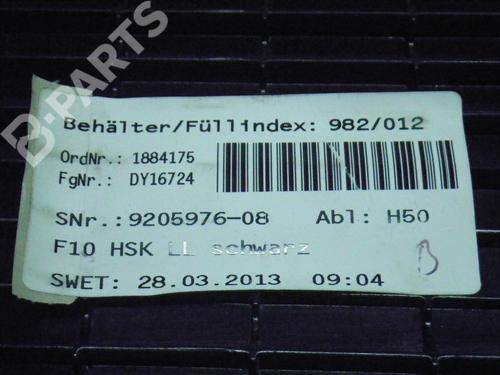 B-PARTS
Behälter/Füllindex: 982/012
OrdNr.: 1884175
FgNr.: DY16724
SNr.:9205976-08 Abl: H50
F10 HSK LL schwarz
B
SWET: 28.03.2013 09:04